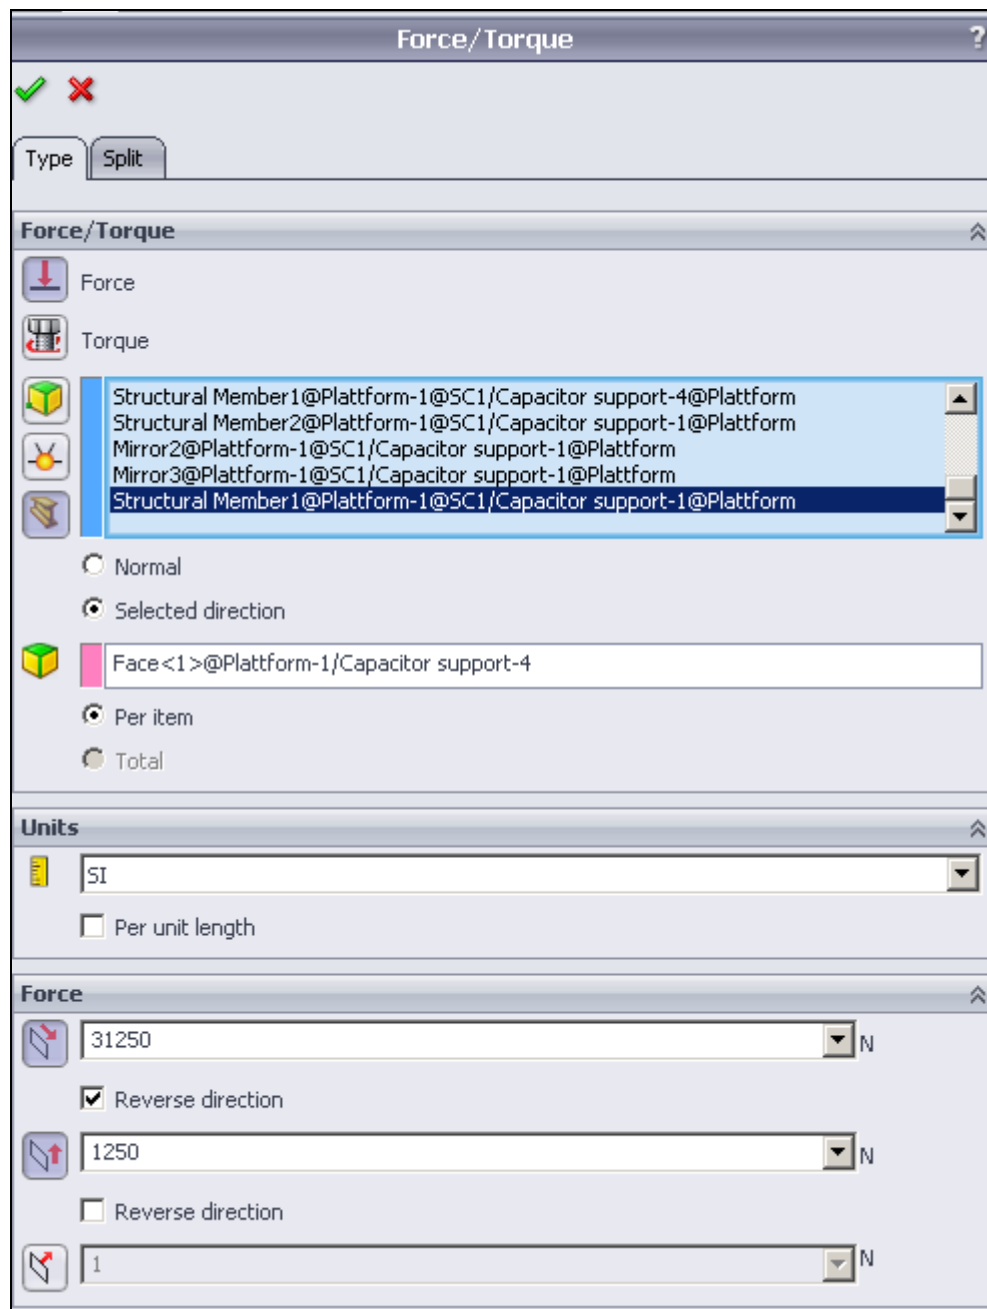 Force/Torque ?
Type Split
Force/Torque
Force
Torque
Structural Member1@Plattform-1@SC1/Capacitor support-4@Plattform
Structural Member2@Plattform-1@SC1/Capacitor support-1@Plattform
Mirror2@Plattform-1@SC1/Capacitor support-1@Plattform
Mirror3@Plattform-1@SC1/Capacitor support-1@Plattform
Structural Member1@Plattform-1@SC1/Capacitor support-1@Plattform
Normal
Selected direction
Face<1>@Plattform-1/Capacitor support-4
Per item
Total
Units
SI
Per unit length
Force
31250 N
Reverse direction
1250 N
Reverse direction
1 N